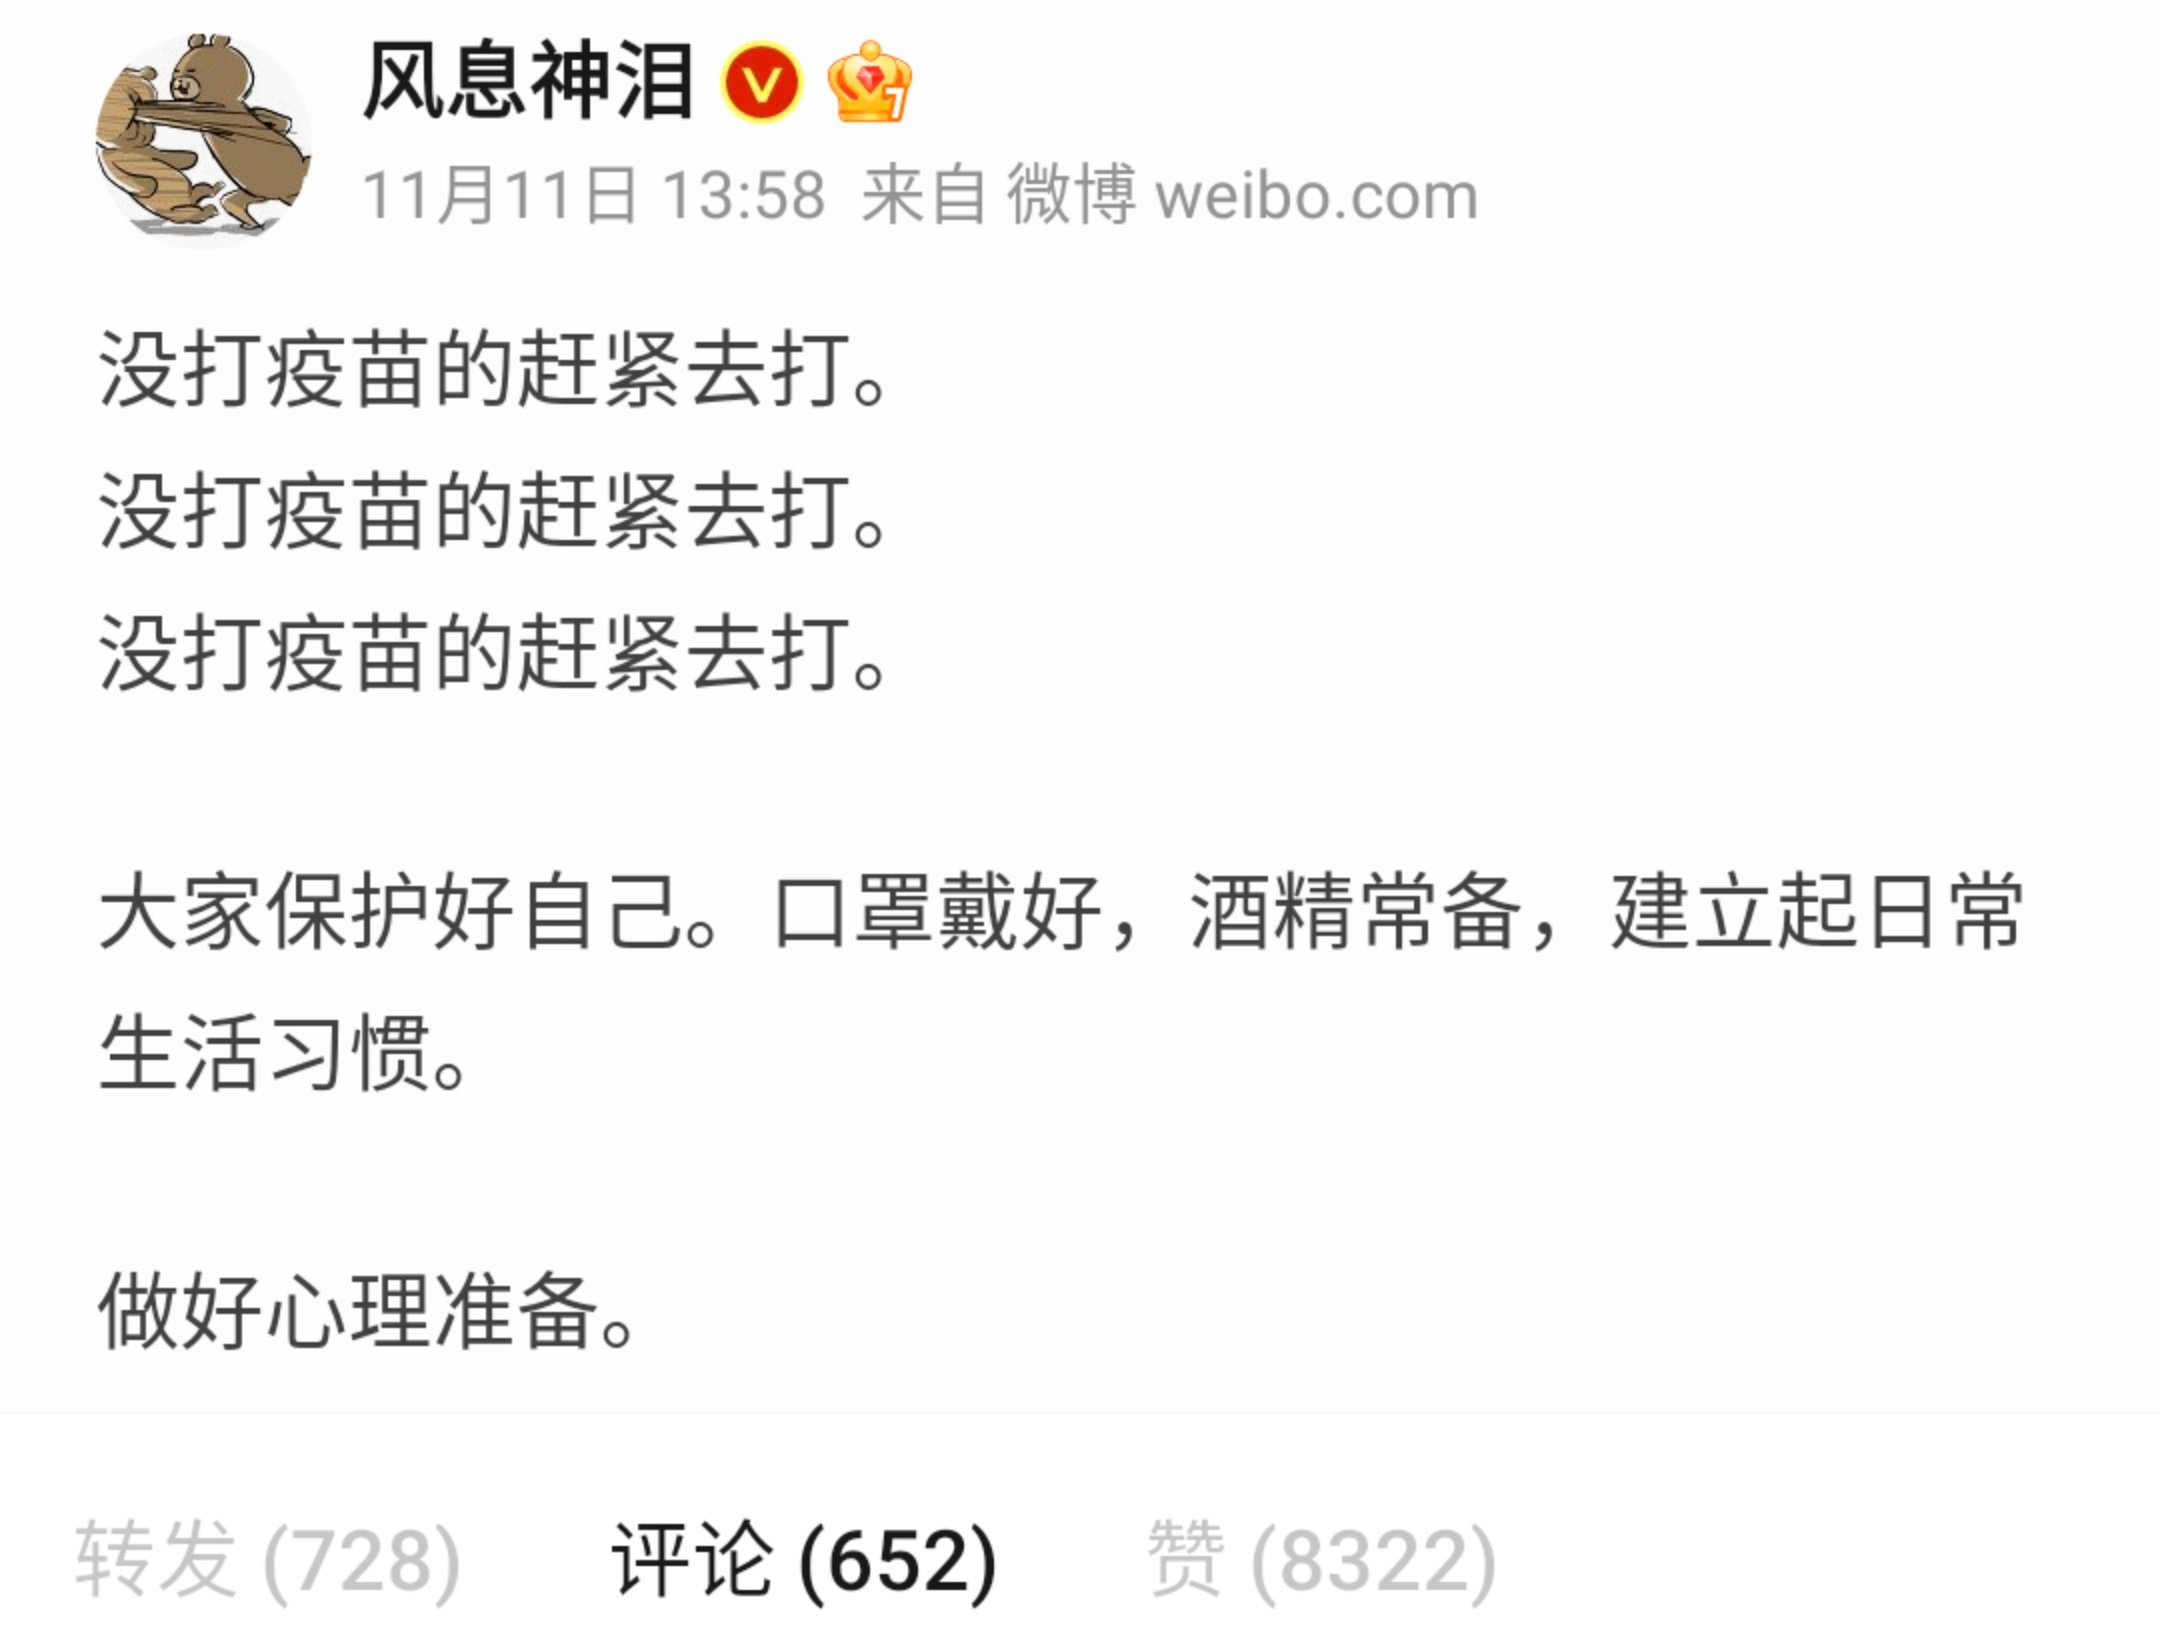 风息神泪
11月11日 13:58 来自 微博 weibo.com
没打疫苗的赶紧去打。
没打疫苗的赶紧去打。
没打疫苗的赶紧去打。
大家保护好自己。口罩戴好，酒精常备，建立起日常
生活习惯。
做好心理准备。
转发 (728) 评论 (652) 赞 (8322)